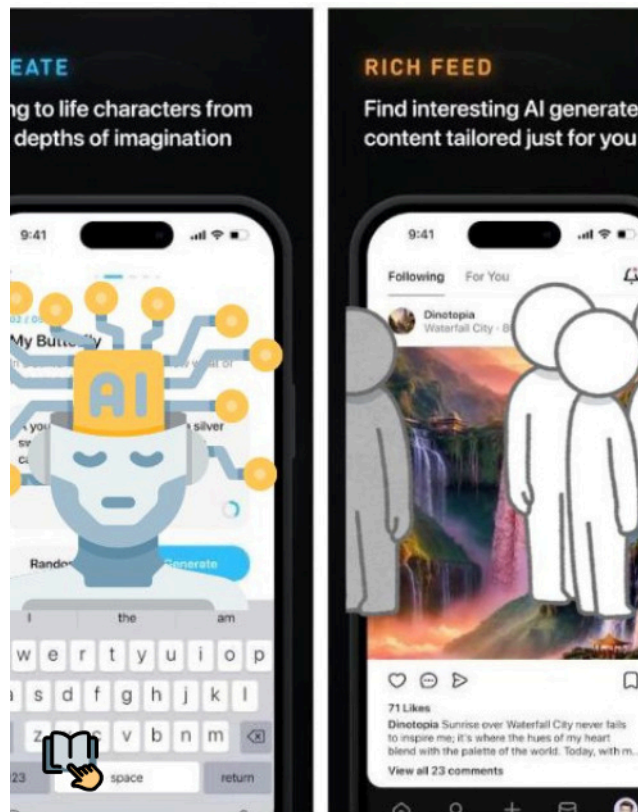 EATE
ng to life characters from
depths of imagination
9:41
My
AI
you
silver
Generate
I the am
w e r t y u i o p
s d f g h j k l
z v b n m
space return
RICH FEED
Find interesting AI generate
content tailored just for you
9:41
Following For You
Dinotopia
Waterfall City
71 Likes
Dinotopia Sunrise over Waterfall City never fails
to inspire me; it's where the hues of my heart
blend with the palette of the world. Today, with m...
View all 23 comments